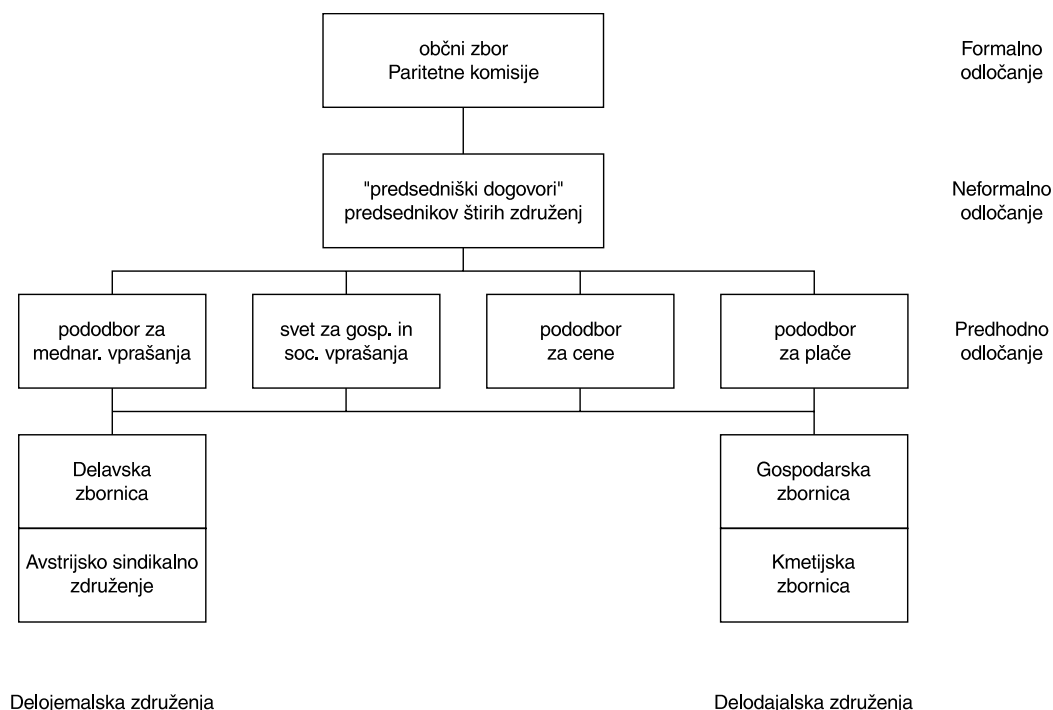 občni zbor
Paritetne komisije
Formalno
odločanje
"predsedniški dogovori"
predsednikov štirih združenj
Neformalno
odločanje
pododbor za
mednar. vprašanja
svet za gosp. in
soc. vprašanja
pododbor
za cene
pododbor
za plače
Predhodno
odločanje
Delavska
zbornica
Gospodarska
zbornica
Avstrijsko sindikalno
združenje
Kmetijska
zbornica
Delojemalska združenja
Delodajalska združenja